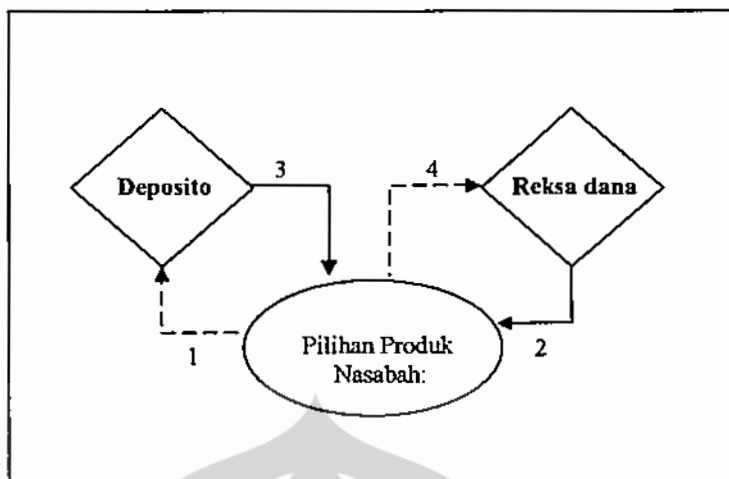 3
4
Deposito
Reksa dana
1
Pilihan Produk
Nasabah:
2